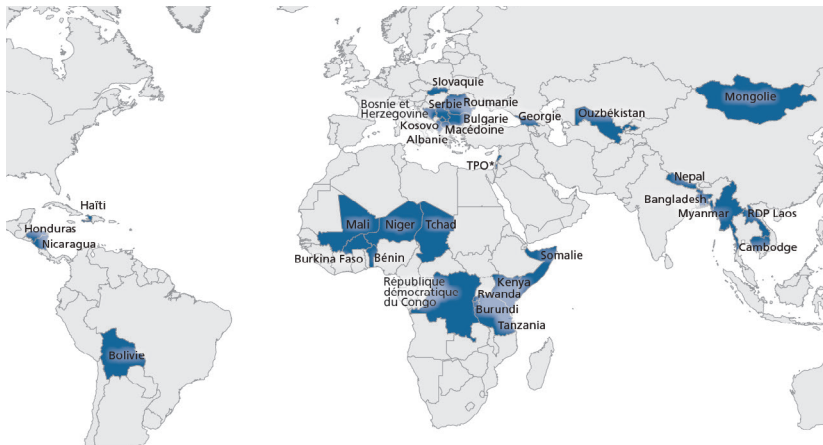 Slovaquie
Mongolie
Bosnie et
Herzegovine
Serbie
Roumanie
Bulgarie
Kosovo
Macédoine
Albanie
Georgie
Ouzbékistan
TPO*
Nepal
Bangladesh
Myanmar
RDP Laos
Cambodge
Haïti
Honduras
Nicaragua
Mali
Niger
Tchad
Burkina Faso
Bénin
Somalie
République
démocratique
du Congo
Kenya
Rwanda
Burundi
Tanzania
Bolivie